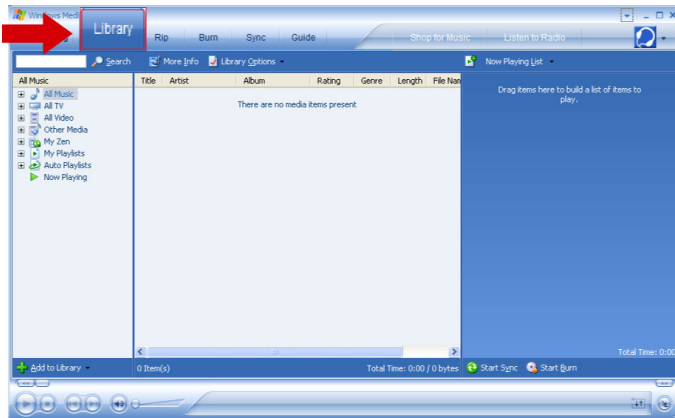 Windows Med
Library
Rip Burn Sync Guide Shop for Music Listen to Radio
Search More Info Library Options Now Playing List
All Music Title Artist Album Rating Genre Length File Nan
All Music
All TV
All Video
Other Media
My Zen
My Playlists
Auto Playlists
Now Playing
There are no media items present
Drag items here to build a list of items to
play.
Total Time: 0:00
Add to Library 0 Item(s) Total Time: 0:00 / 0 bytes Start Sync Start Burn